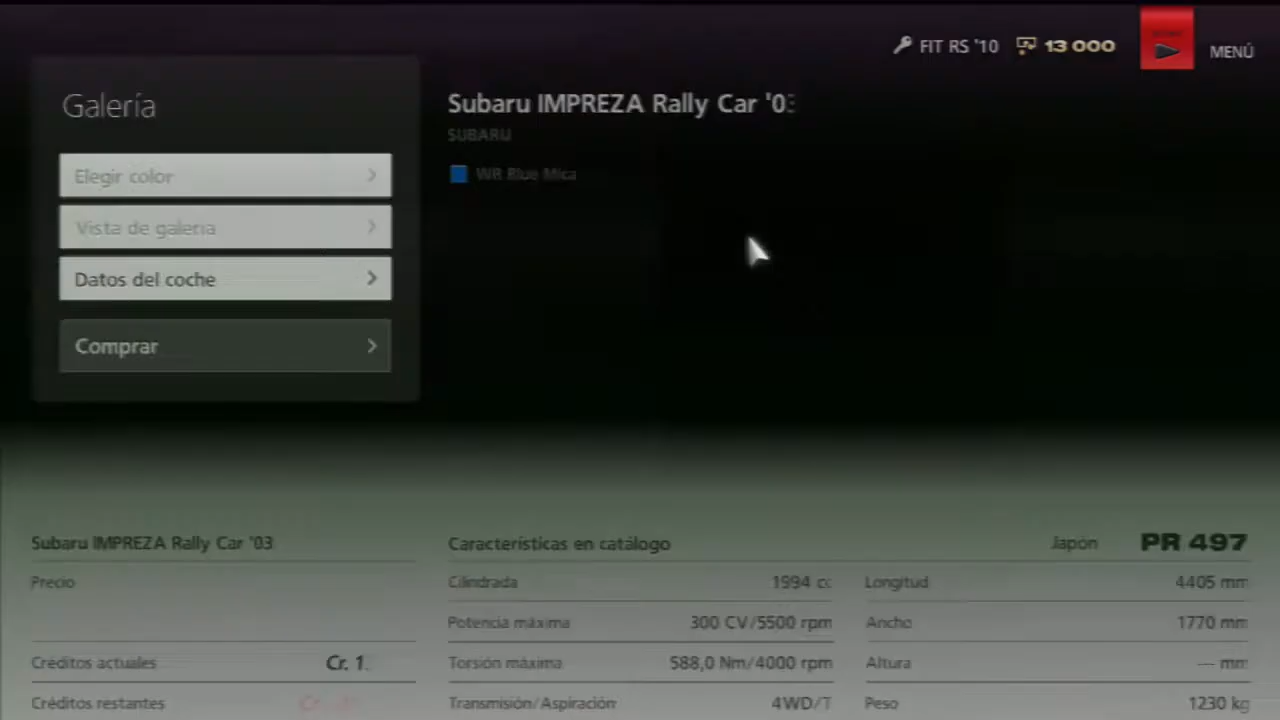 FIT RS '10
13 000
MENÚ
Galería
Elegir color
Vista de galería
Datos del coche
Comprar
Subaru IMPREZA Rally Car '03
SUBARU
WR Blue Mica
Subaru IMPREZA Rally Car '03
Precio
Créditos actuales Cr. 1
Créditos restantes
Características en catálogo
Japón
PR 497
Cilindrada 1994 cc
Potencia máxima 300 CV/5500 rpm
Torsión máxima 588,0 Nm/4000 rpm
Transmisión/Aspiración 4WD/T
Longitud 4405 mm
Ancho 1770 mm
Altura --- mm
Peso 1230 kg